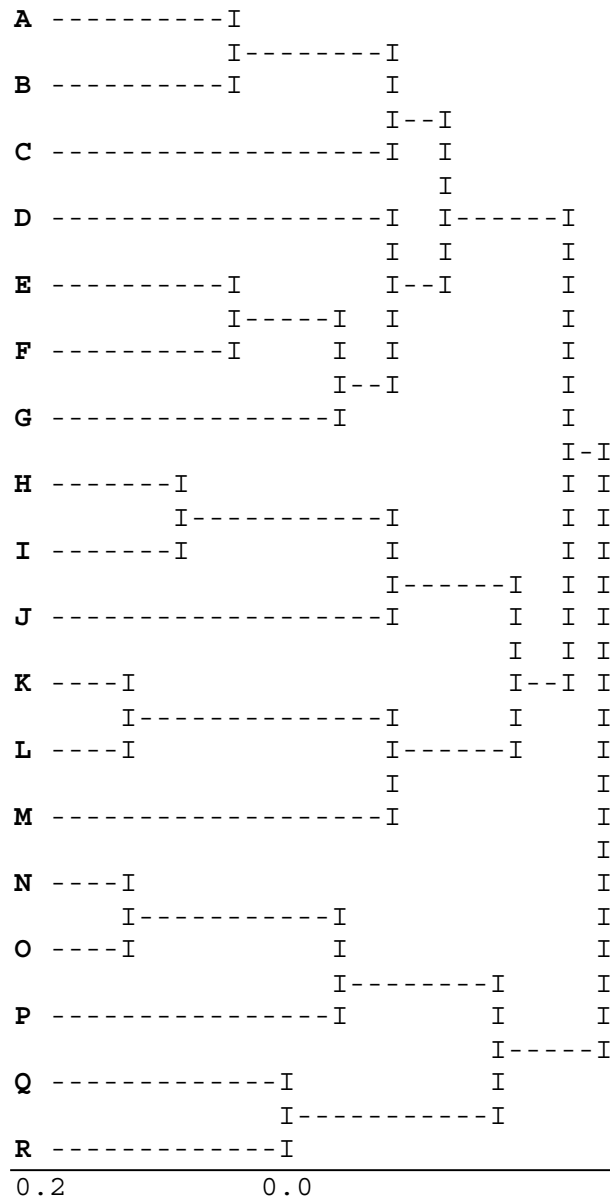 A ----------I
I--------I
B ----------I I
I--I
C -------------------I I
I
D -------------------I I------I
I I I
E ----------I I--I I
I-----I I I
F ----------I I I I
I--I I
G ----------------I I
I-I
H -------I I I
I-----------I I I
I -------I I I I
I------I I I
J -------------------I I I I
I I I
K ----I I--I I
I--------------I I I
L ----I I------I I
I I
M -------------------I I
I
N ----I I
I-----------I I
O ----I I I
I--------I I
P ----------------I I I
I-----I
Q -------------I I
I-----------I
R -------------I
0.2 0.0